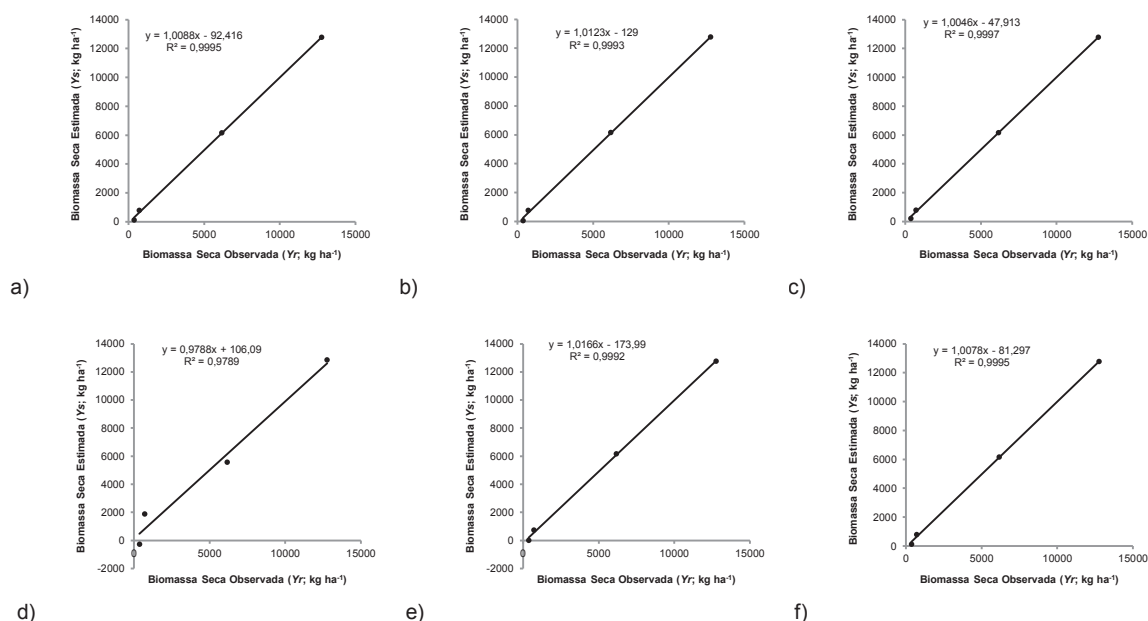 14000
12000
10000
8000
6000
4000
2000
0
0 5000 10000 15000
Biomassa Seca Estimada (Ys; kg ha⁻¹)
Biomassa Seca Observada (Yr; kg ha⁻¹)
y = 1,0088x - 92,416
R² = 0,9995
a)
14000
12000
10000
8000
6000
4000
2000
0
0 5000 10000 15000
Biomassa Seca Estimada (Ys; kg ha⁻¹)
Biomassa Seca Observada (Yr; kg ha⁻¹)
y = 1,0123x - 129
R² = 0,9993
b)
14000
12000
10000
8000
6000
4000
2000
0
0 5000 10000 15000
Biomassa Seca Estimada (Ys; kg ha⁻¹)
Biomassa Seca Observada (Yr; kg ha⁻¹)
y = 1,0046x - 47,913
R² = 0,9997
c)
14000
12000
10000
8000
6000
4000
2000
0
-2000
0 5000 10000 15000
Biomassa Seca Estimada (Ys; kg ha⁻¹)
Biomassa Seca Observada (Yr; kg ha⁻¹)
y = 0,9788x + 106,09
R² = 0,9789
d)
14000
12000
10000
8000
6000
4000
2000
0
-2000
0 5000 10000 15000
Biomassa Seca Estimada (Ys; kg ha⁻¹)
Biomassa Seca Observada (Yr; kg ha⁻¹)
y = 1,0166x - 173,99
R² = 0,9992
e)
14000
12000
10000
8000
6000
4000
2000
0
0 5000 10000 15000
Biomassa Seca Estimada (Ys; kg ha⁻¹)
Biomassa Seca Observada (Yr; kg ha⁻¹)
y = 1,0078x - 81,297
R² = 0,9995
f)